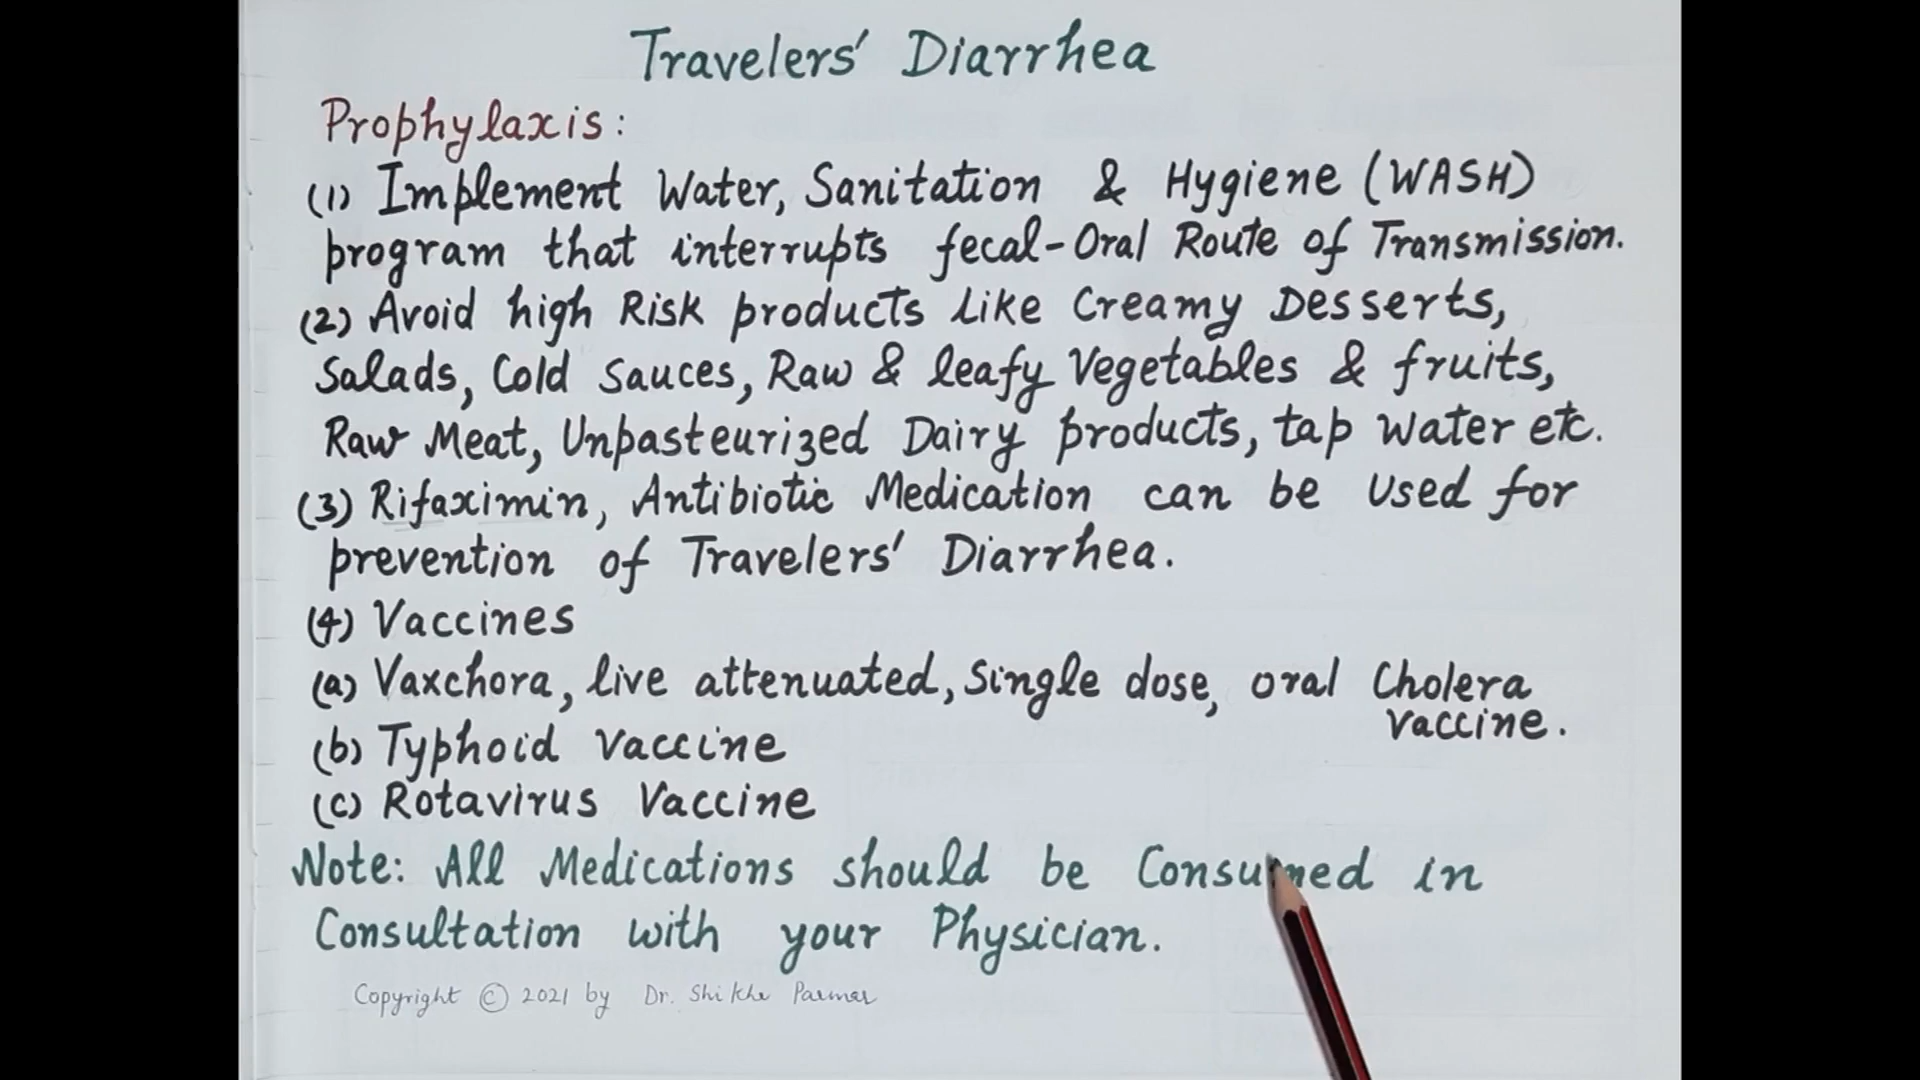 Travelers' Diarrhea
Prophylaxis:
(1) Implement Water, Sanitation & Hygiene (WASH)
program that interrupts fecal-Oral Route of Transmission.
(2) Avoid high Risk products like Creamy Desserts,
Salads, Cold Sauces, Raw & leafy Vegetables & fruits,
Raw Meat, Unpasteurized Dairy products, tap water etc.
(3) Rifaximin, Antibiotic Medication can be used for
prevention of Travelers' Diarrhea.
(4) Vaccines
(a) Vaxchora, live attenuated, Single dose, oral Cholera
vaccine.
(b) Typhoid vaccine
(c) Rotavirus Vaccine
Note: All Medications should be Consumed in
Consultation with your Physician.
Copyright © 2021 by Dr. Shikha Parmar